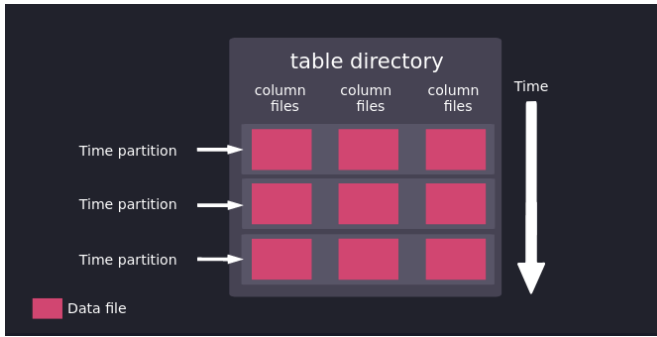 table directory
column files
column files
column files
Time
Time partition
Time partition
Time partition
Data file